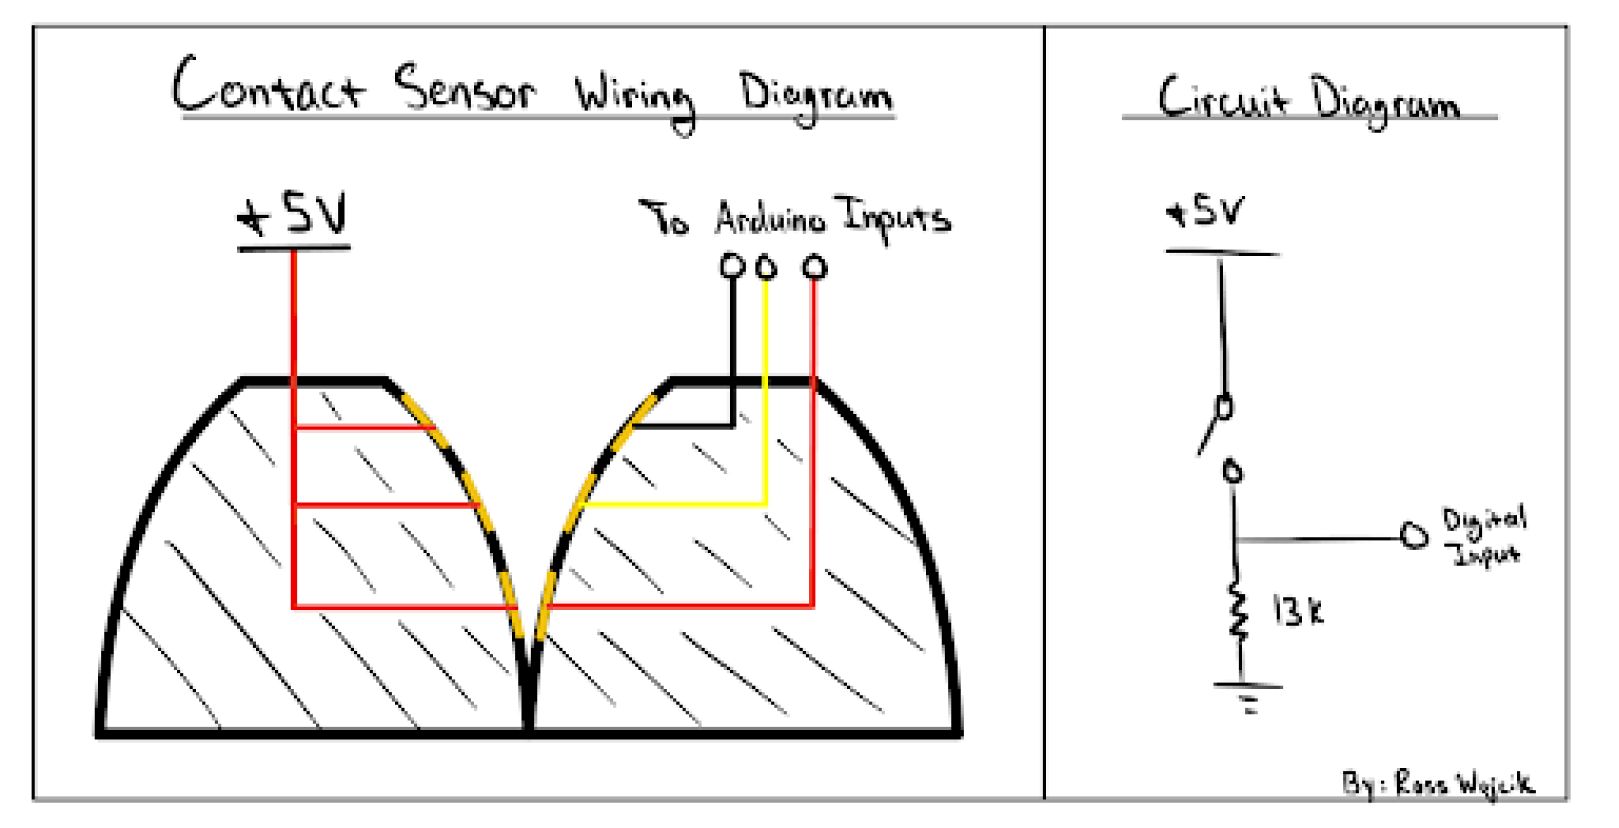 Contact Sensor Wiring Diagram
+5V
To Arduino Inputs
Circuit Diagram
+5V
Digital
Input
13k
By: Ross Wojcik